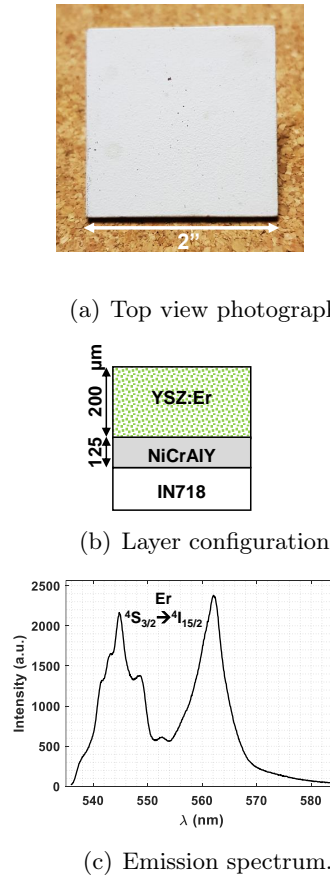 2"
(a) Top view photograph
200
125
μm
YSZ:Er
NiCrAlY
IN718
(b) Layer configuration
Er
⁴S₃/₂➔⁴I₁₅/₂
Intensity (a.u.)
2500
2000
1500
1000
500
0
540 550 560 570 580
λ (nm)
(c) Emission spectrum.